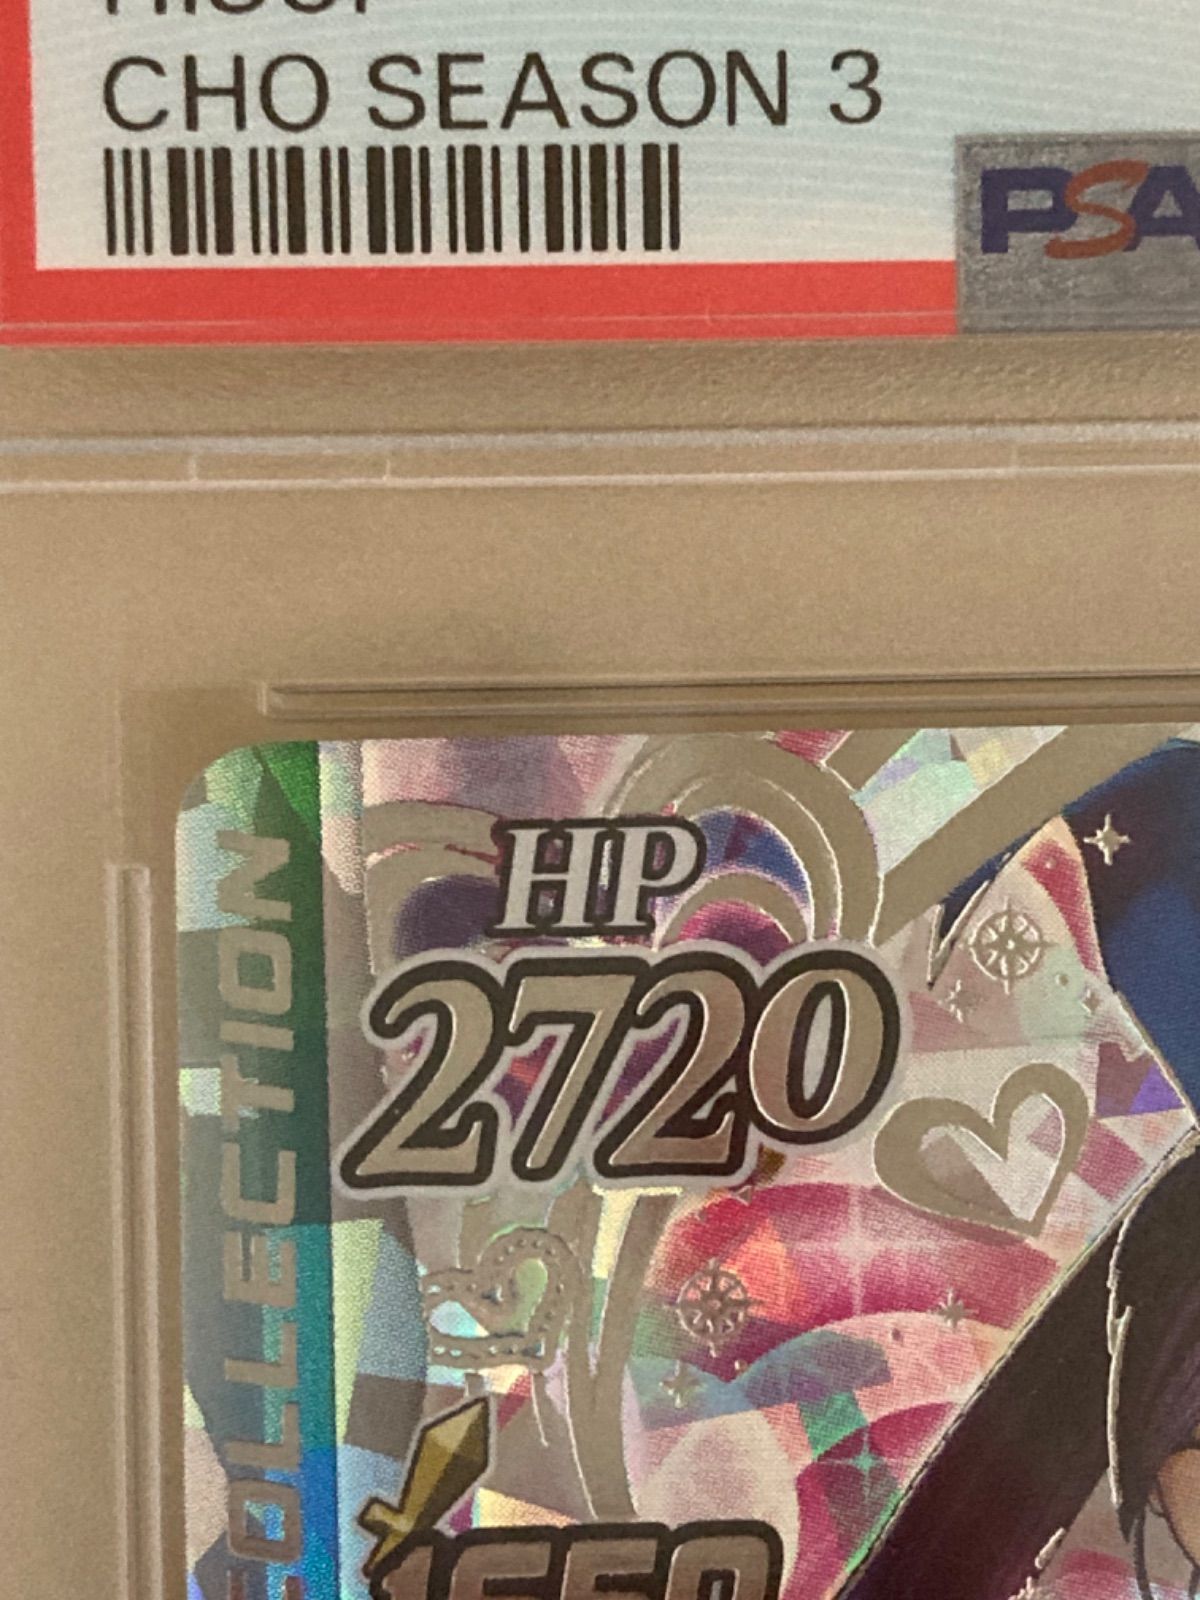 CHO SEASON 3
PSA
HP
2720
COLLECTION